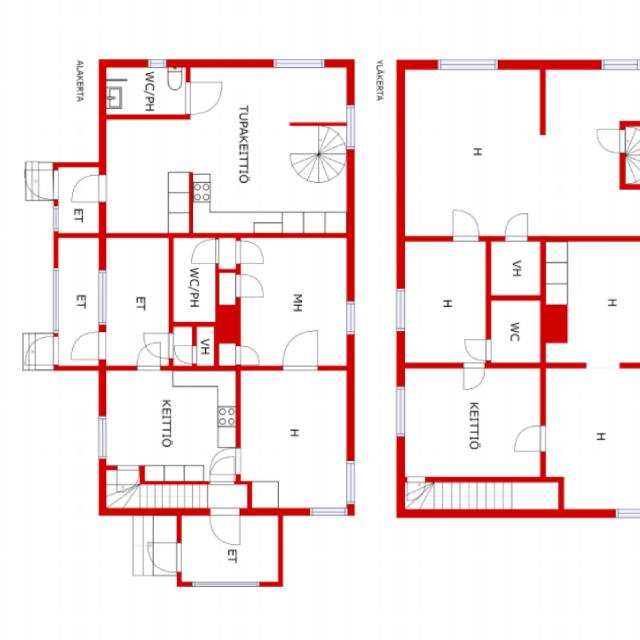 ALAKERTA
WC/PH
TUPAKEITTIÖ
ET
ET
ET
WC/PH
VH
MH
KEITTIÖ
H
ET
YLÄKERTA
H
H
VH
WC
H
KEITTIÖ
H